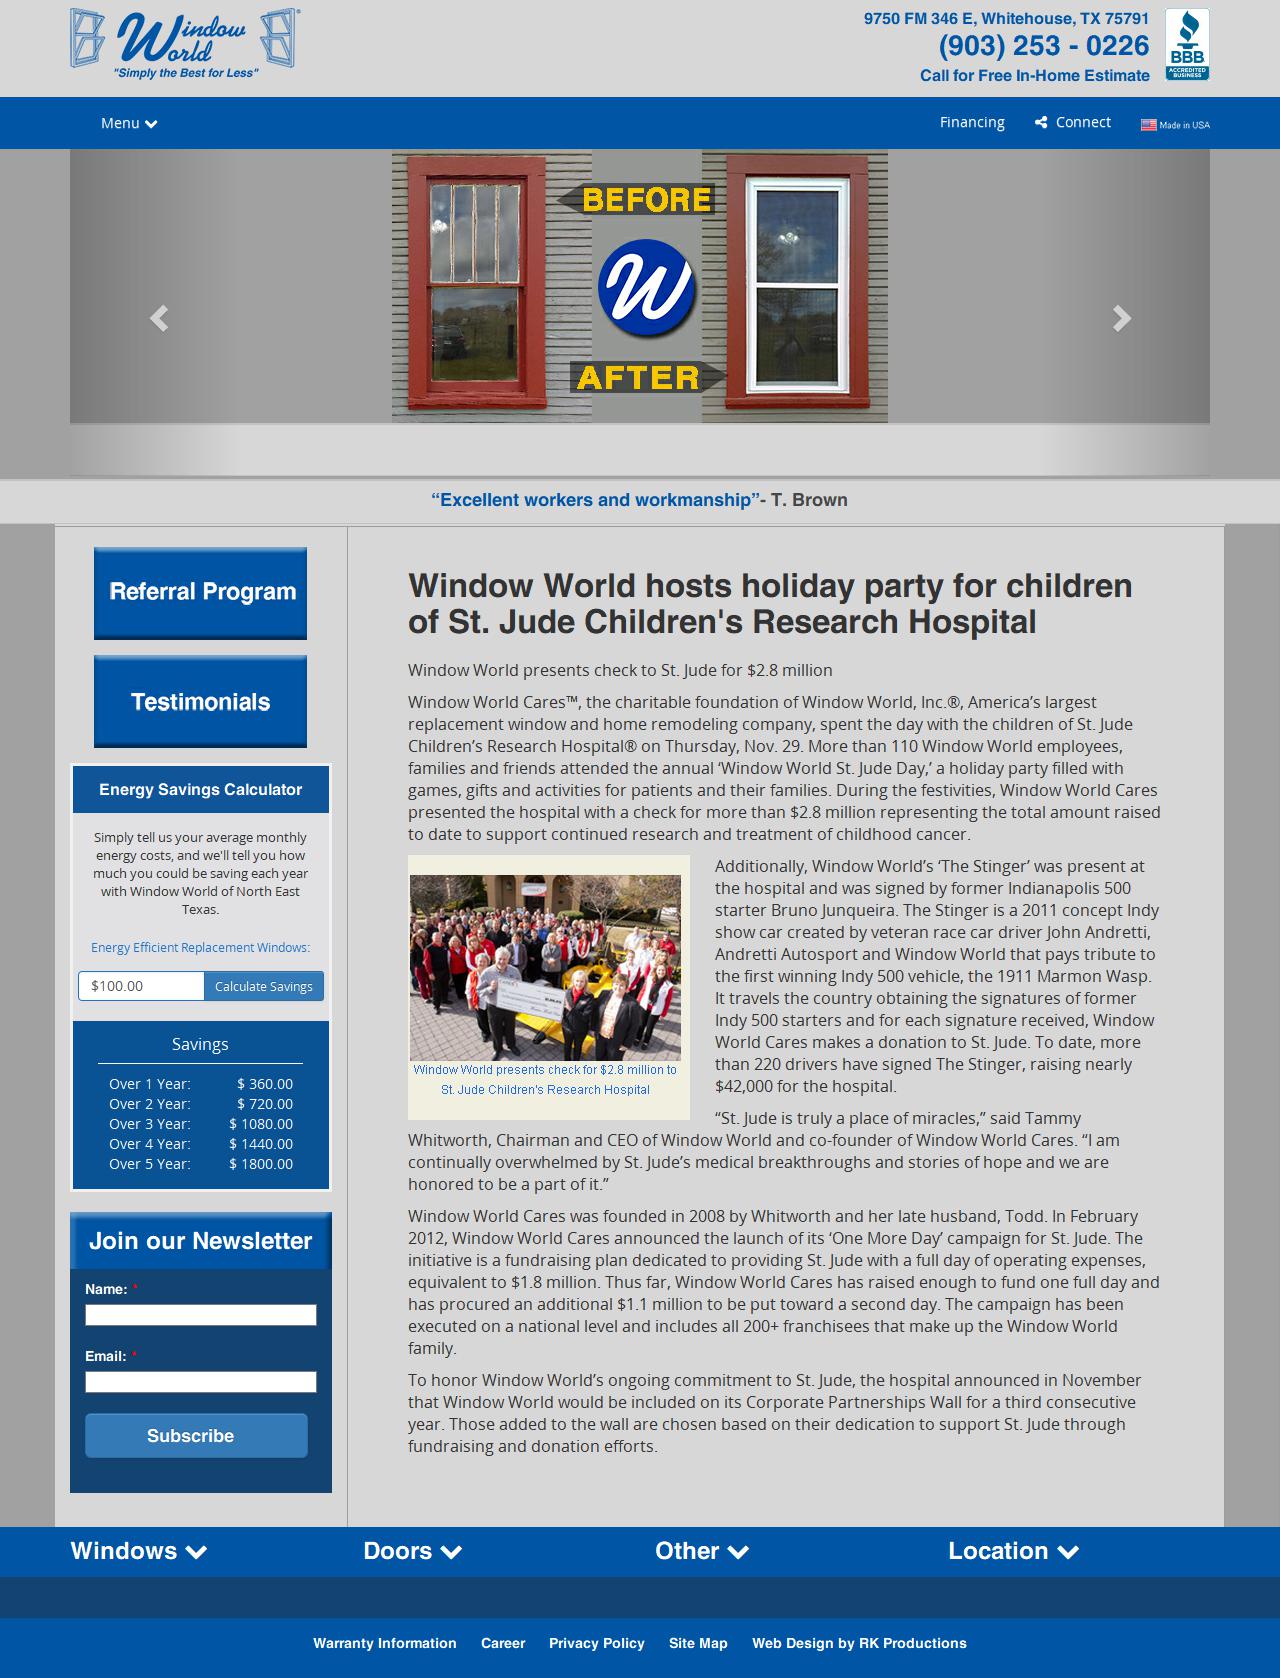 Window World®
"Simply the Best for Less"
9750 FM 346 E, Whitehouse, TX 75791
(903) 253 - 0226
Call for Free In-Home Estimate
BBB
ACCREDITED BUSINESS
Menu
Financing
Connect
Made in USA
BEFORE
W
AFTER
“Excellent workers and workmanship”- T. Brown
Referral Program
Testimonials
Energy Savings Calculator
Simply tell us your average monthly
energy costs, and we'll tell you how
much you could be saving each year
with Window World of North East
Texas.
Energy Efficient Replacement Windows:
$100.00
Calculate Savings
Savings
Over 1 Year: $ 360.00
Over 2 Year: $ 720.00
Over 3 Year: $ 1080.00
Over 4 Year: $ 1440.00
Over 5 Year: $ 1800.00
Join our Newsletter
Name: *
Email: *
Subscribe
Window World hosts holiday party for children
of St. Jude Children's Research Hospital
Window World presents check to St. Jude for $2.8 million
Window World Cares™, the charitable foundation of Window World, Inc.®, America’s largest
replacement window and home remodeling company, spent the day with the children of St. Jude
Children’s Research Hospital® on Thursday, Nov. 29. More than 110 Window World employees,
families and friends attended the annual ‘Window World St. Jude Day,’ a holiday party filled with
games, gifts and activities for patients and their families. During the festivities, Window World Cares
presented the hospital with a check for more than $2.8 million representing the total amount raised
to date to support continued research and treatment of childhood cancer.
Window World presents check for $2.8 million to
St. Jude Children's Research Hospital
Additionally, Window World’s ‘The Stinger’ was present at
the hospital and was signed by former Indianapolis 500
starter Bruno Junqueira. The Stinger is a 2011 concept Indy
show car created by veteran race car driver John Andretti,
Andretti Autosport and Window World that pays tribute to
the first winning Indy 500 vehicle, the 1911 Marmon Wasp.
It travels the country obtaining the signatures of former
Indy 500 starters and for each signature received, Window
World Cares makes a donation to St. Jude. To date, more
than 220 drivers have signed The Stinger, raising nearly
$42,000 for the hospital.
“St. Jude is truly a place of miracles,” said Tammy
Whitworth, Chairman and CEO of Window World and co-founder of Window World Cares. “I am
continually overwhelmed by St. Jude’s medical breakthroughs and stories of hope and we are
honored to be a part of it.”
Window World Cares was founded in 2008 by Whitworth and her late husband, Todd. In February
2012, Window World Cares announced the launch of its ‘One More Day’ campaign for St. Jude. The
initiative is a fundraising plan dedicated to providing St. Jude with a full day of operating expenses,
equivalent to $1.8 million. Thus far, Window World Cares has raised enough to fund one full day and
has procured an additional $1.1 million to be put toward a second day. The campaign has been
executed on a national level and includes all 200+ franchisees that make up the Window World
family.
To honor Window World’s ongoing commitment to St. Jude, the hospital announced in November
that Window World would be included on its Corporate Partnerships Wall for a third consecutive
year. Those added to the wall are chosen based on their dedication to support St. Jude through
fundraising and donation efforts.
Windows
Doors
Other
Location
Warranty Information
Career
Privacy Policy
Site Map
Web Design by RK Productions